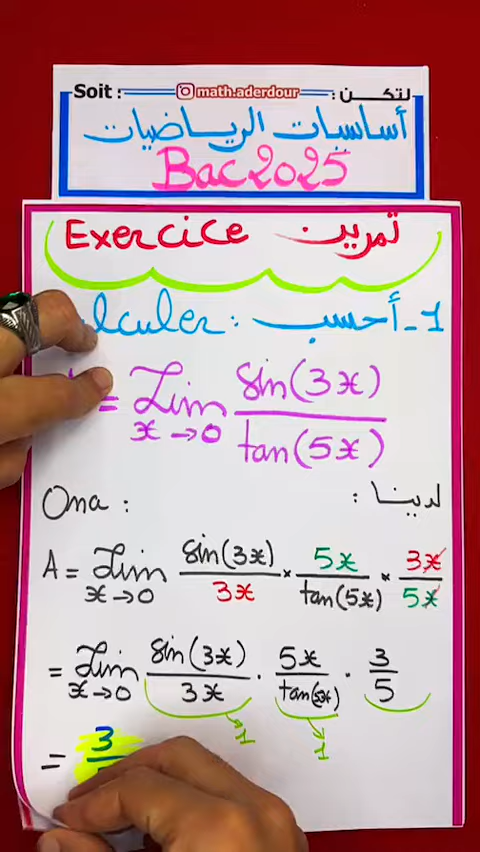 Soit : math.aderdour لتكن :
أساسات الرياضيات
Bac2025
Exercice تمرين
lculer : 1-أحسب
= Lim x→0 sin(3x)/tan(5x)
Ona : لدينا :
A = Lim x→0 sin(3x)/3x × 5x/tan(5x) × 3x/5x
= Lim x→0 sin(3x)/3x · 5x/tan(5x) · 3/5
1 1
= 3